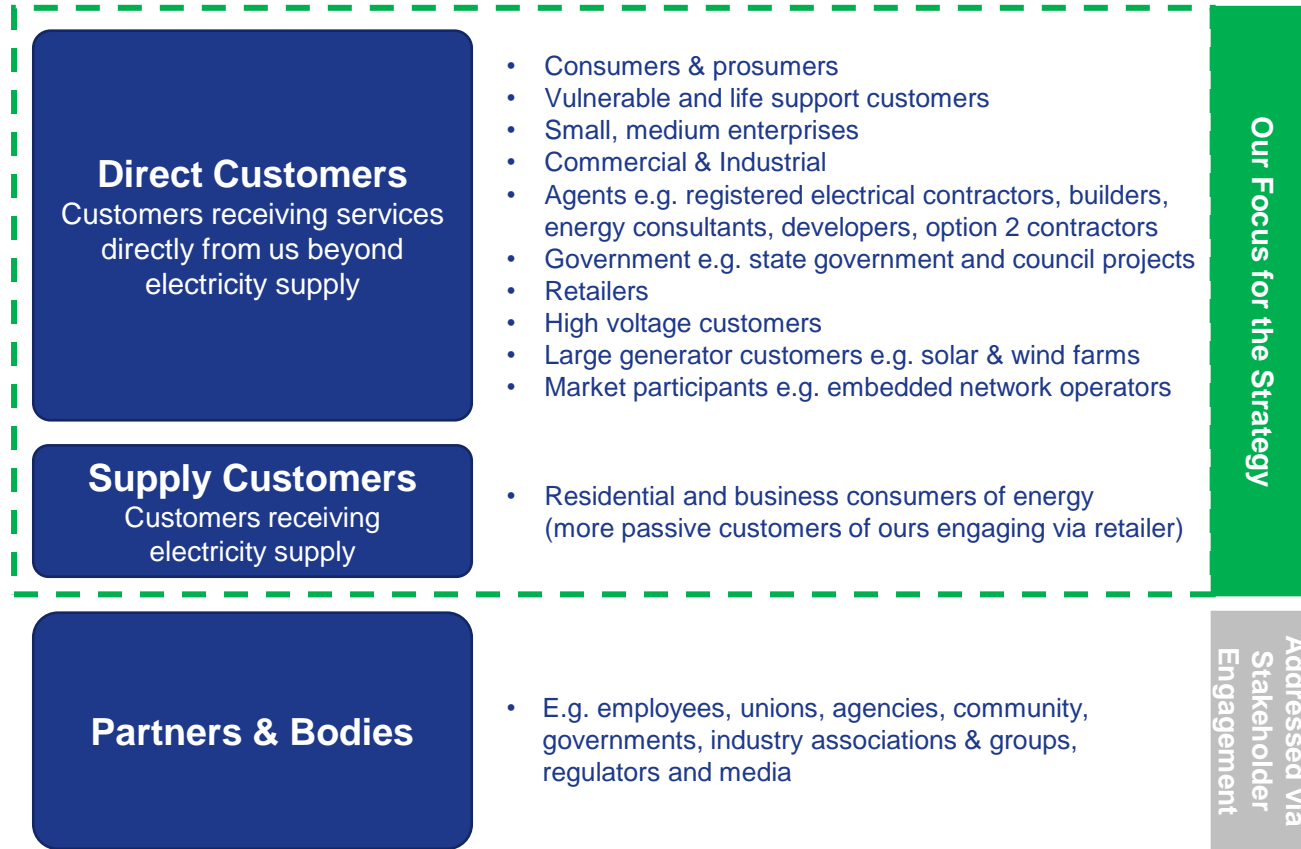 Direct Customers
Customers receiving services
directly from us beyond
electricity supply
• Consumers & prosumers
• Vulnerable and life support customers
• Small, medium enterprises
• Commercial & Industrial
• Agents e.g. registered electrical contractors, builders,
energy consultants, developers, option 2 contractors
• Government e.g. state government and council projects
• Retailers
• High voltage customers
• Large generator customers e.g. solar & wind farms
• Market participants e.g. embedded network operators
Supply Customers
Customers receiving
electricity supply
• Residential and business consumers of energy
(more passive customers of ours engaging via retailer)
Our Focus for the Strategy
Partners & Bodies
• E.g. employees, unions, agencies, community,
governments, industry associations & groups,
regulators and media
Addressed via
Stakeholder
Engagement